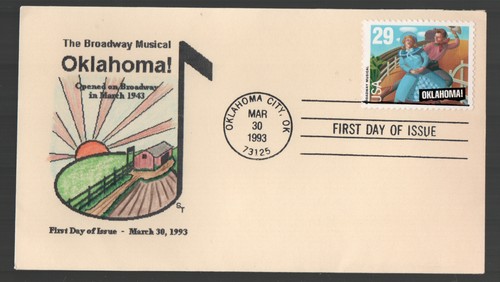 The Broadway Musical
Oklahoma!
Opened on Broadway
in March 1943
ST
First Day of Issue - March 30, 1993
OKLAHOMA CITY, OK
MAR
30
1993
73125
FIRST DAY OF ISSUE
29
USA
OKLAHOMA!